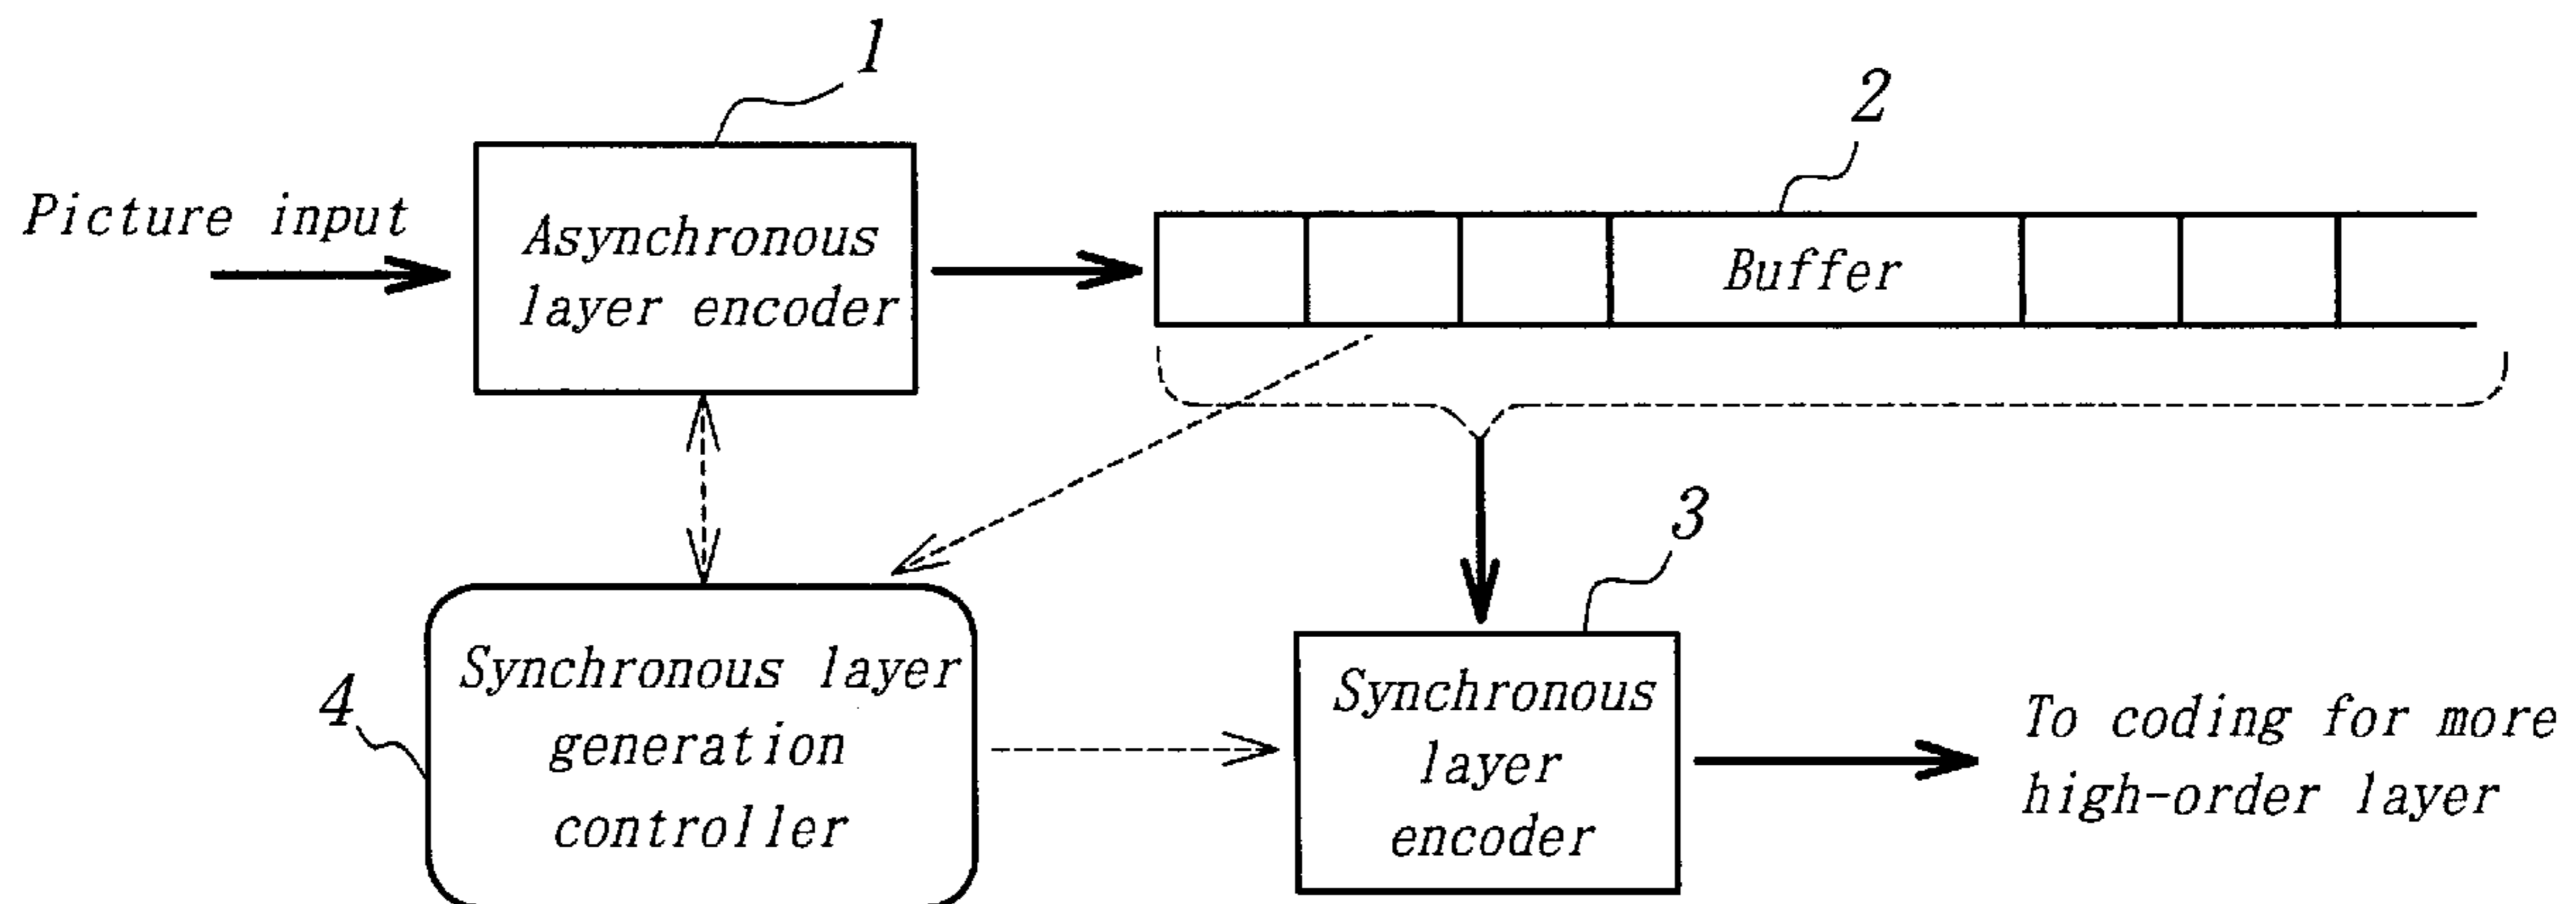 1
2
Picture input
Asynchronous
layer encoder
Buffer
3
4
Synchronous layer
generation
controller
Synchronous
layer
encoder
To coding for more
high-order layer